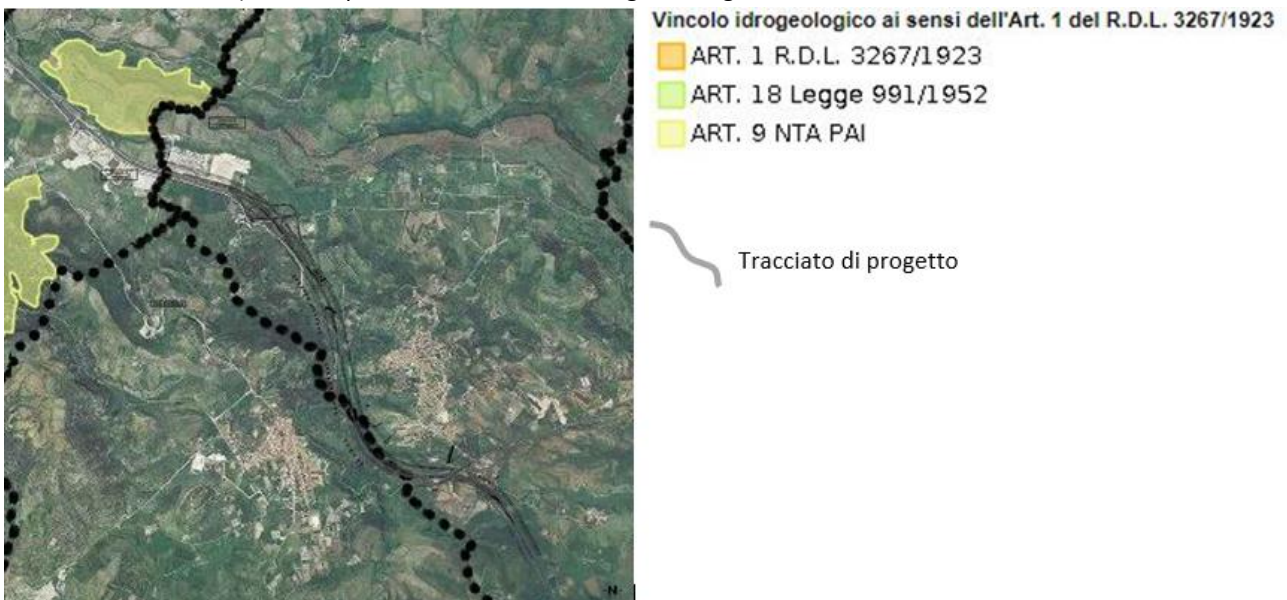 Vincolo idrogeologico ai sensi dell'Art. 1 del R.D.L. 3267/1923
ART. 1 R.D.L. 3267/1923
ART. 18 Legge 991/1952
ART. 9 NTA PAI
Tracciato di progetto
-N-